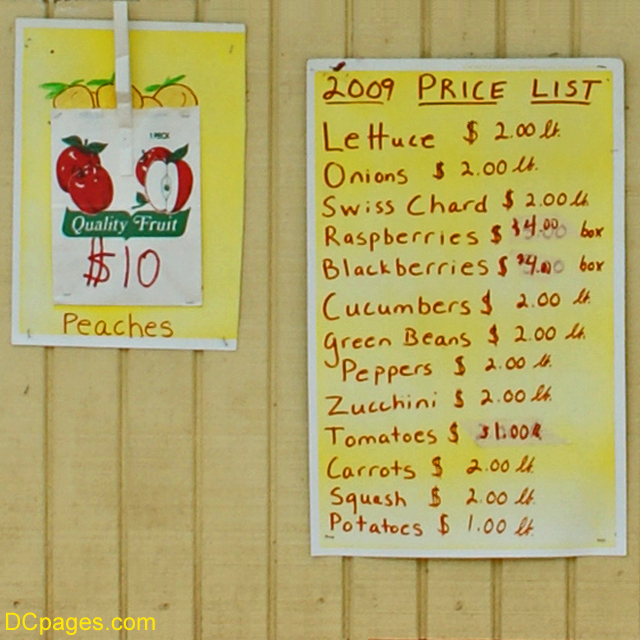 1 PECK
Quality Fruit
$10
Peaches
2009 PRICE LIST
Lettuce $ 2.00 lb.
Onions $ 2.00 lb.
Swiss Chard $ 2.00 lb.
Raspberries $ $4.00 box
Blackberries $ $4.00 box
Cucumbers $ 2.00 lb.
Green Beans $ 2.00 lb.
Peppers $ 2.00 lb.
Zucchini $ 2.00 lb.
Tomatoes $ $1.00
Carrots $ 2.00 lb.
Squash $ 2.00 lb.
Potatoes $ 1.00 lb.
DCpages.com